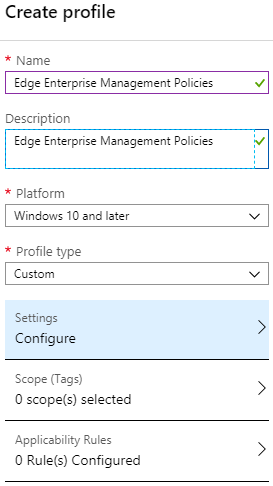 Create profile
* Name
Edge Enterprise Management Policies
Description
Edge Enterprise Management Policies
* Platform
Windows 10 and later
* Profile type
Custom
Settings
Configure
Scope (Tags)
0 scope(s) selected
Applicability Rules
0 Rule(s) Configured